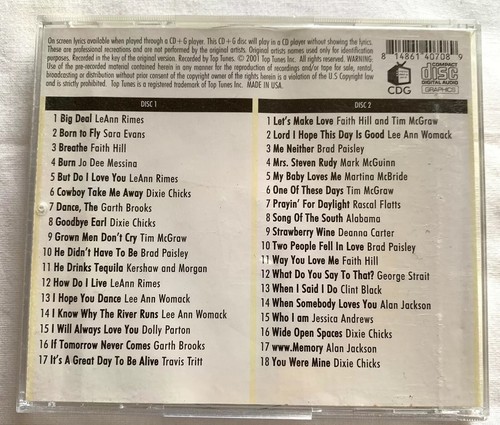 On screen lyrics available when played through a CD+G player. This CD+G disc will play in a CD player without showing the lyrics.
These are professional recreations and are not performed by the original artists. Original artists names used only for identification
purposes. Recorded in the key of the original version. Recorded by Top Tunes. © 2001 Top Tunes Inc. All rights reserved. WARNING:
Use of the pre-recorded material contained herein in any manner for the reproduction of recordings and/or tape for sale, rental,
broadcasting or distribution without prior consent of the copyright owner of the rights herein is a violation of the U.S Copyright law
and is strictly prohibited. Top Tunes is a registered trademark of Top Tunes Inc. MADE IN USA.
8 14861 40708 9
CDG
COMPACT
disc
DIGITAL AUDIO
GRAPHICS
DISC 1
1 Big Deal LeAnn Rimes
2 Born to Fly Sara Evans
3 Breathe Faith Hill
4 Burn Jo Dee Messina
5 But Do I Love You LeAnn Rimes
6 Cowboy Take Me Away Dixie Chicks
7 Dance, The Garth Brooks
8 Goodbye Earl Dixie Chicks
9 Grown Men Don't Cry Tim McGraw
10 He Didn't Have To Be Brad Paisley
11 He Drinks Tequila Kershaw and Morgan
12 How Do I Live LeAnn Rimes
13 I Hope You Dance Lee Ann Womack
14 I Know Why The River Runs Lee Ann Womack
15 I Will Always Love You Dolly Parton
16 If Tomorrow Never Comes Garth Brooks
17 It's A Great Day To Be Alive Travis Tritt
DISC 2
1 Let's Make Love Faith Hill and Tim McGraw
2 Lord I Hope This Day Is Good Lee Ann Womack
3 Me Neither Brad Paisley
4 Mrs. Steven Rudy Mark McGuinn
5 My Baby Loves Me Martina McBride
6 One Of These Days Tim McGraw
7 Prayin' For Daylight Rascal Flatts
8 Song Of The South Alabama
9 Strawberry Wine Deanna Carter
10 Two People Fell In Love Brad Paisley
11 Way You Love Me Faith Hill
12 What Do You Say To That? George Strait
13 When I Said I Do Clint Black
14 When Somebody Loves You Alan Jackson
15 Who I am Jessica Andrews
16 Wide Open Spaces Dixie Chicks
17 www.Memory Alan Jackson
18 You Were Mine Dixie Chicks